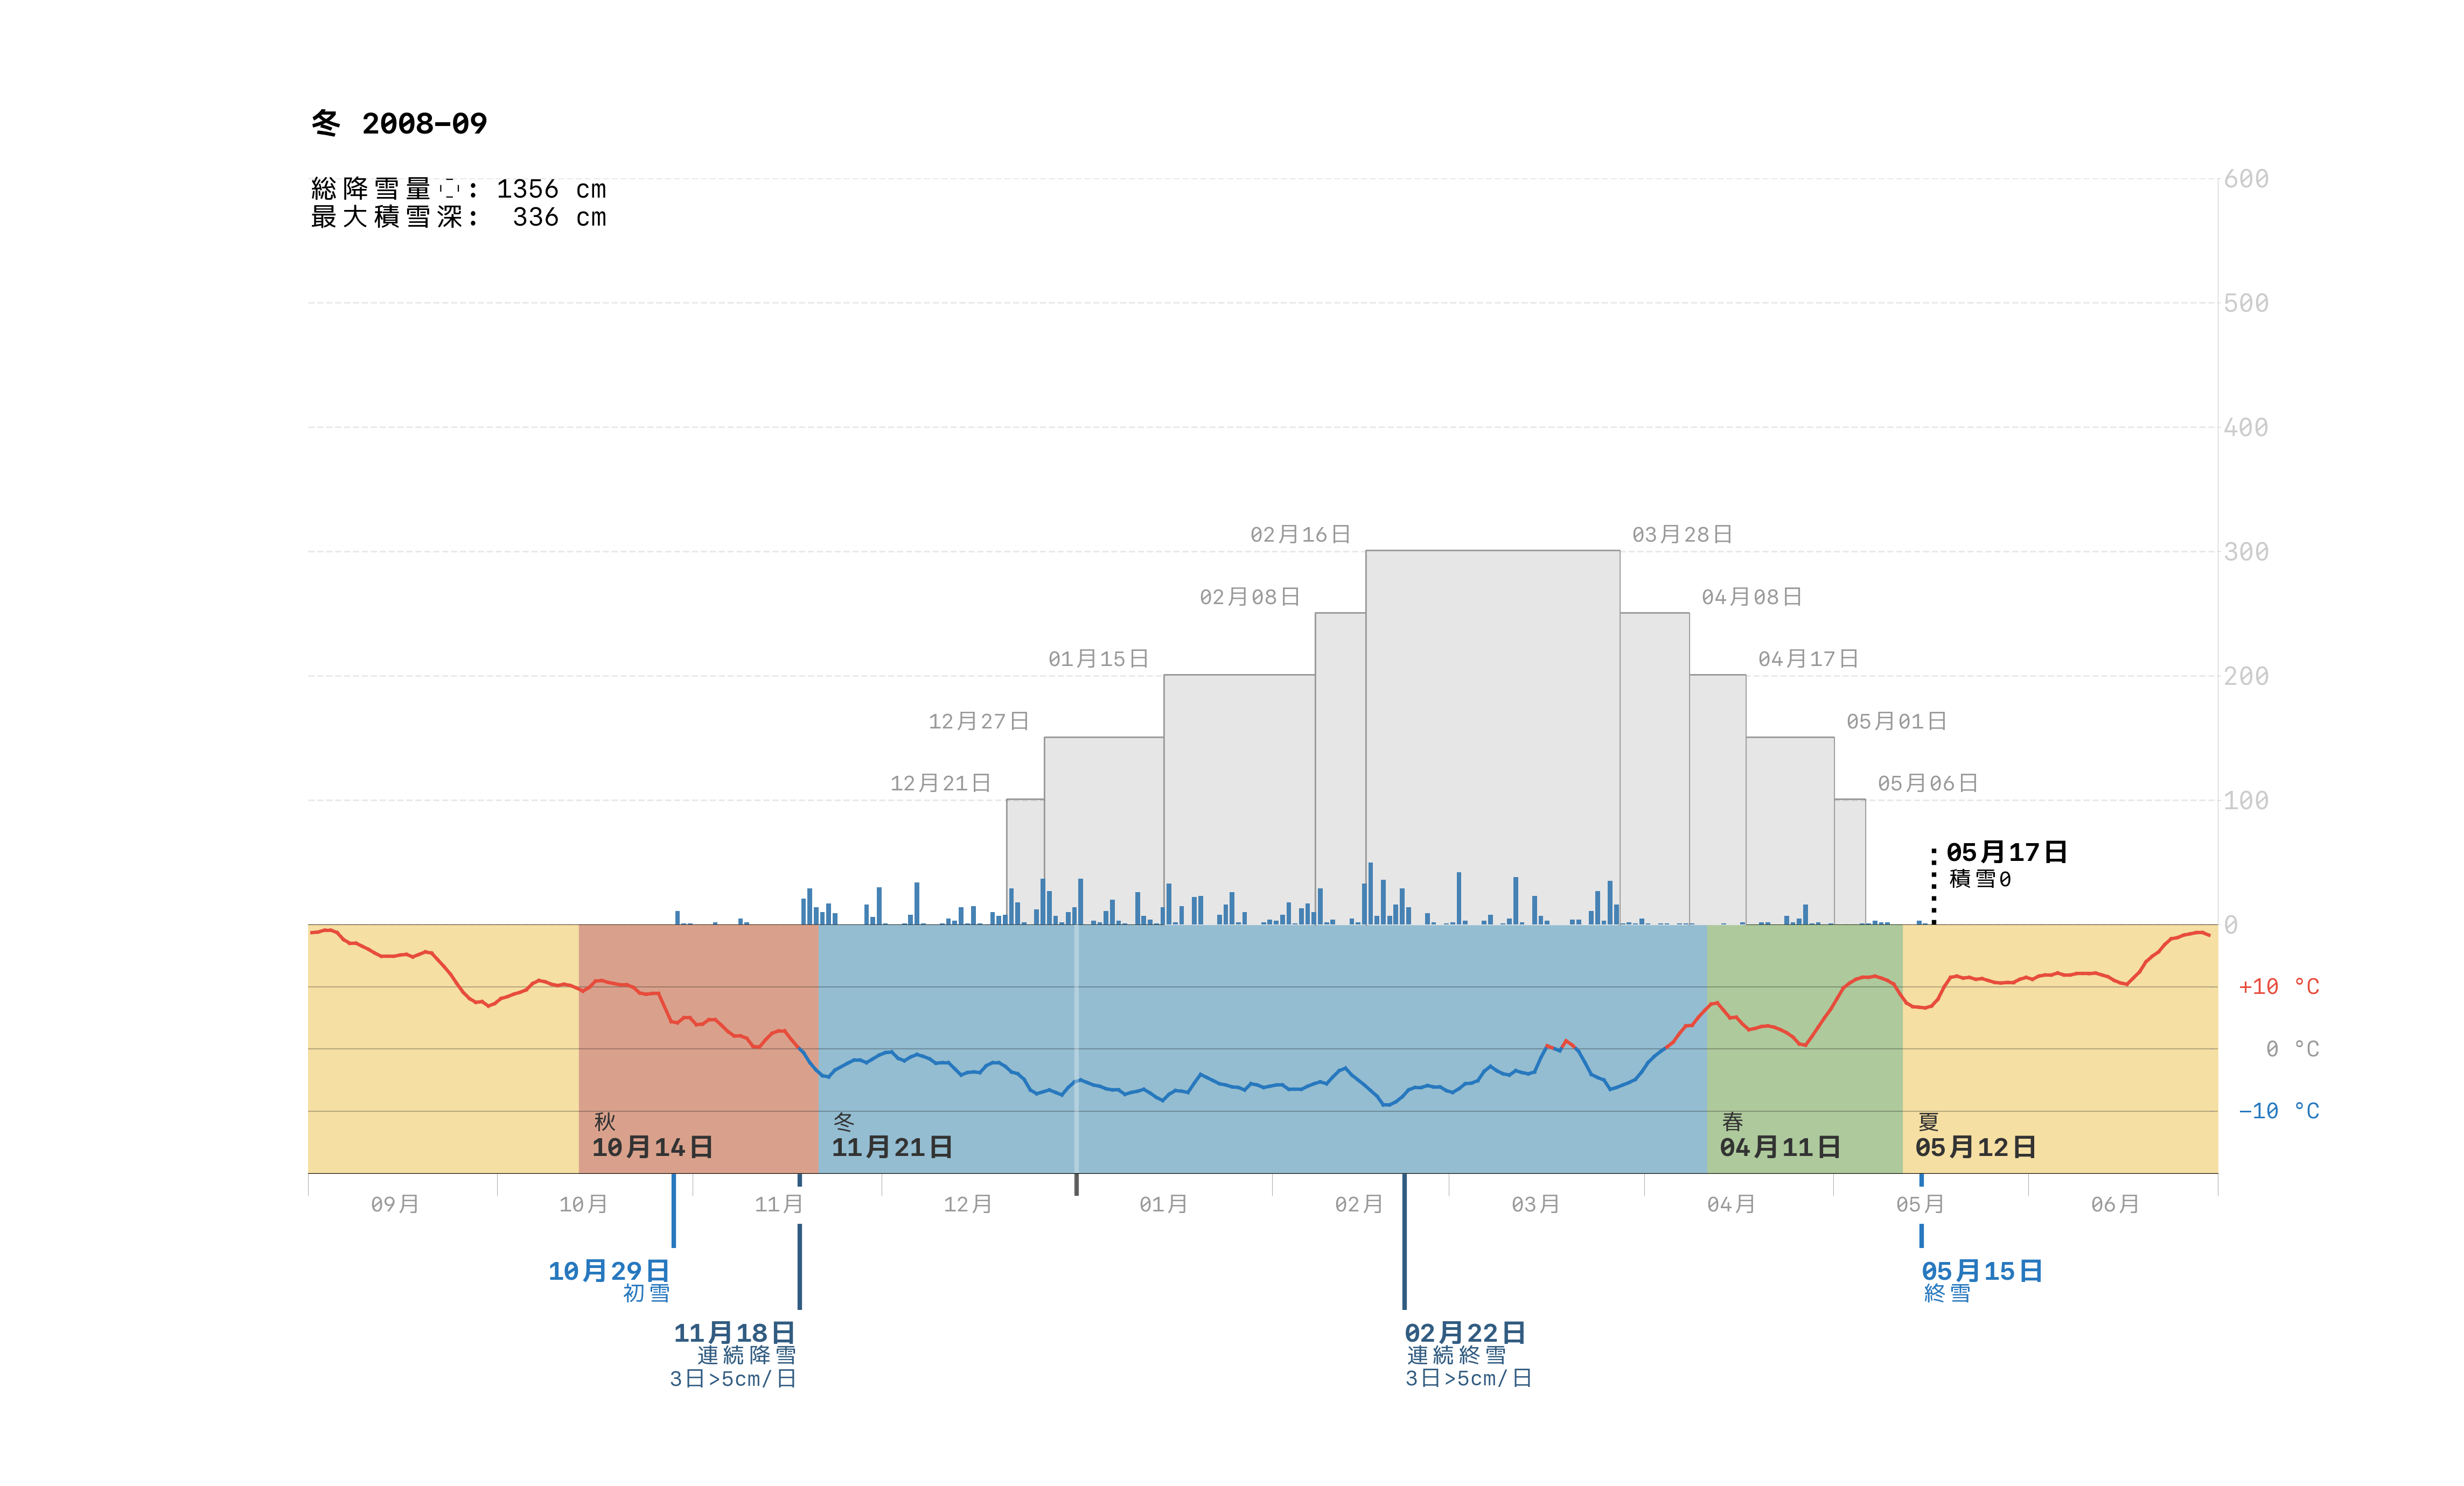 冬 2008-09
総降雪量◌: 1356 cm
最大積雪深: 336 cm
600
500
400
300
200
100
0
02月16日
03月28日
02月08日
04月08日
01月15日
04月17日
12月27日
05月01日
12月21日
05月06日
05月17日
積雪0
+10 °C
0 °C
-10 °C
秋
10月14日
冬
11月21日
春
04月11日
夏
05月12日
09月
10月
11月
12月
01月
02月
03月
04月
05月
06月
10月29日
初雪
05月15日
終雪
11月18日
連続降雪
3日>5cm/日
02月22日
連続終雪
3日>5cm/日